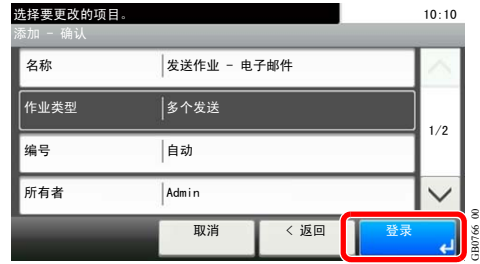 选择要更改的项目。 10:10
添加 - 确认
名称 发送作业 - 电子邮件
作业类型 多个发送
1/2
编号 自动
所有者 Admin
取消 < 返回 登录
GB0766_00